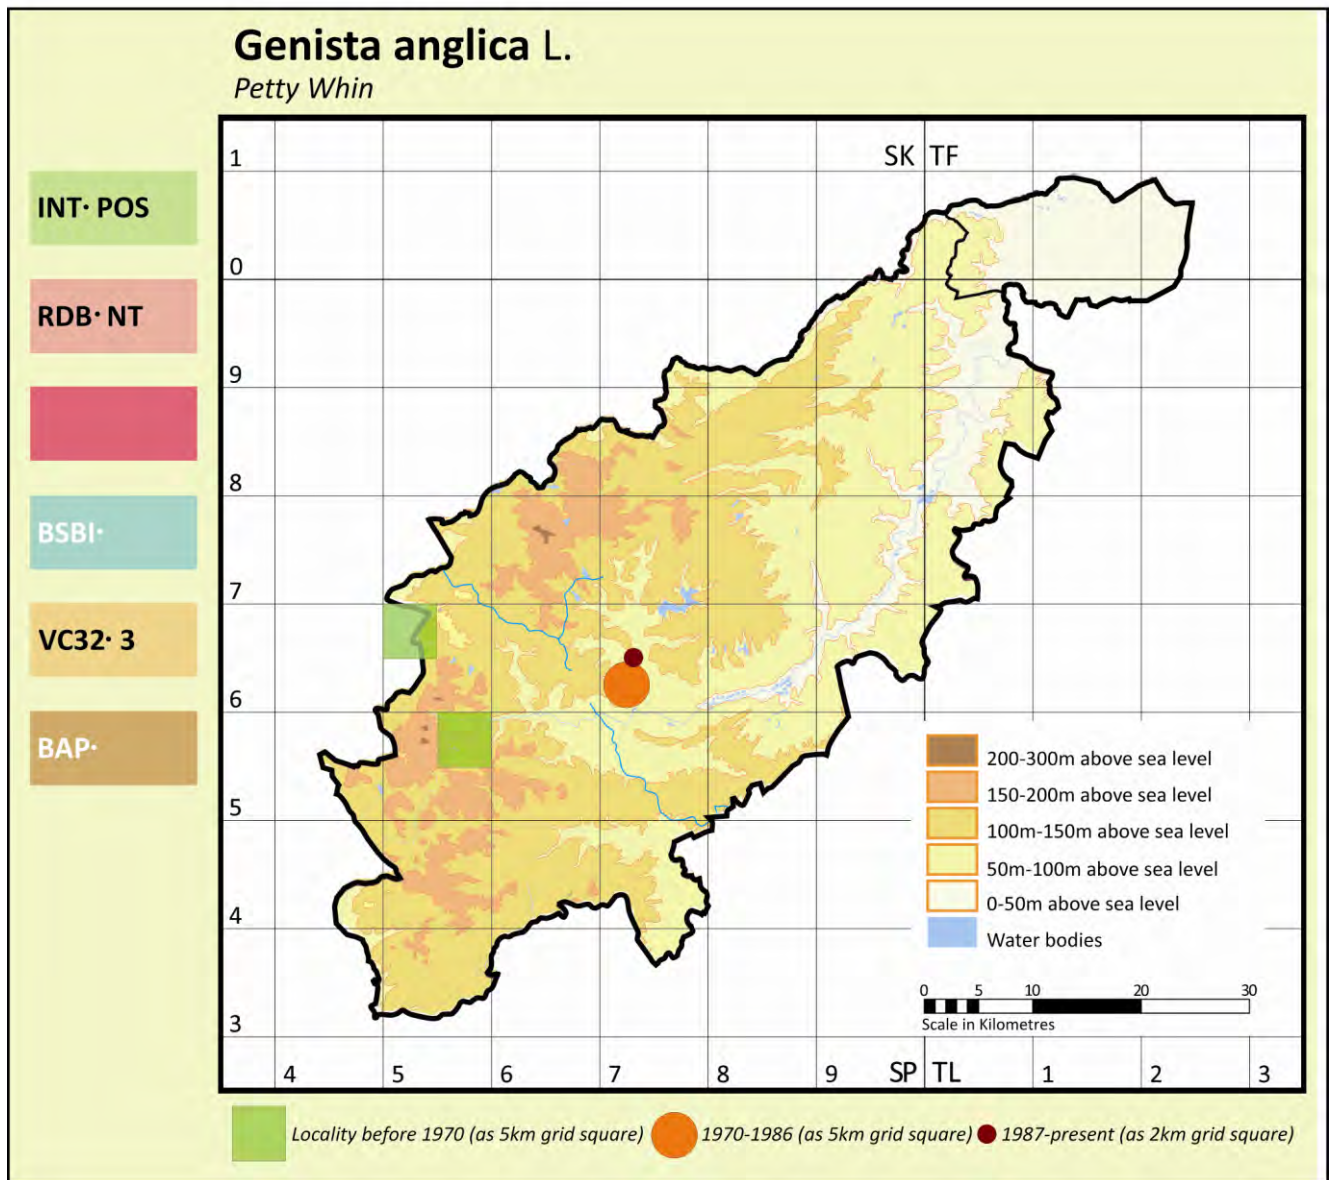 Genista anglica L.
Petty Whin
INT· POS
RDB· NT
BSBI·
VC32· 3
BAP·
SK TF
1
0
9
8
7
6
5
4
3
200-300m above sea level
150-200m above sea level
100m-150m above sea level
50m-100m above sea level
0-50m above sea level
Water bodies
0 5 10 20 30
Scale in Kilometres
4 5 6 7 8 9 SP TL 1 2 3
Locality before 1970 (as 5km grid square) 1970-1986 (as 5km grid square) 1987-present (as 2km grid square)